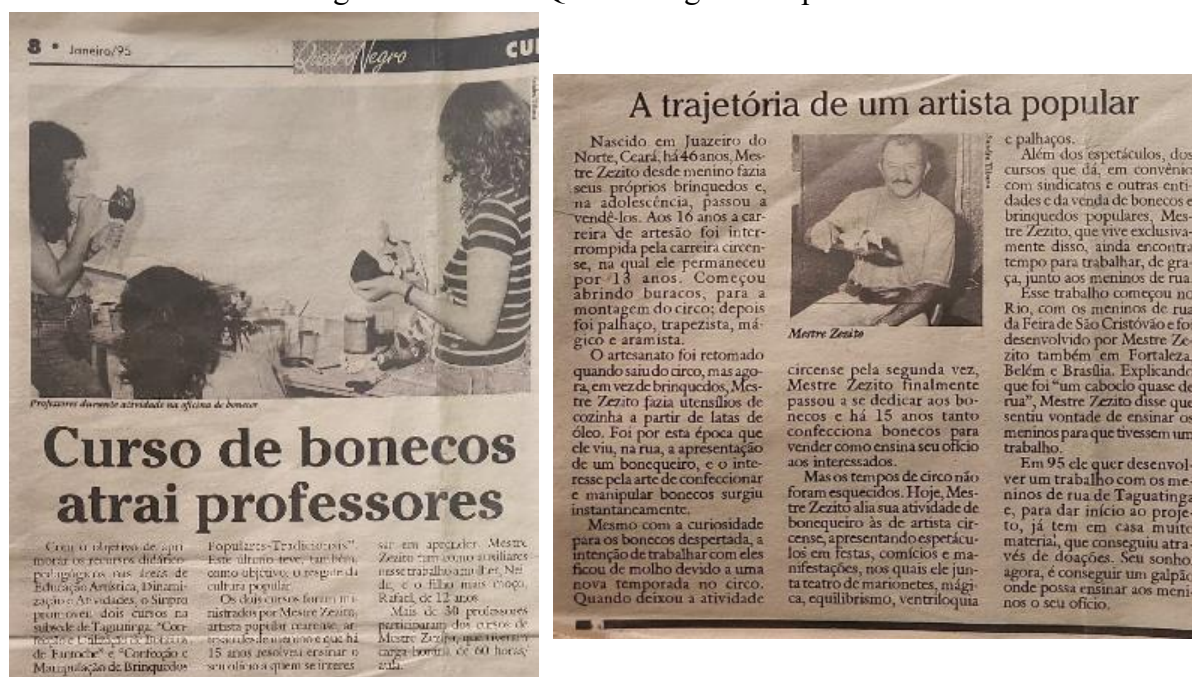 8 • Janeiro/95
Quadro Negro
CU
Professores durante atividade na oficina de bonecos
Curso de bonecos
atrai professores
Com o objetivo de apri-
morar os recursos didático-
pedagógicos nas áreas de
Educação Artística, Dinami-
zação e Atividades, o Sinpro
promoveu dois cursos na
subsede de Taguatinga: "Con-
fecção e Utilização de
de Fantoche" e "Confecção e
Manipulação de Brinquedos
Populares-Tradicionais".
Este último teve, também,
como objetivo, o resgate da
cultura popular.
Os dois cursos foram mi-
nistrados por Mestre Zezito,
artista popular cearense, ar-
tesão desde menino e que há
15 anos resolveu ensinar o
seu ofício a quem se interes-
sar em aprender. Mestre
Zezito tem como auxiliares
nesse trabalho a mulher, Nei-
de, e o filho mais moço,
Rafael, de 12 anos.
Mais de 30 professores
participaram dos cursos de
Mestre Zezito, que tiveram
carga-horária de 60 horas/
aula.
A trajetória de um artista popular
Nascido em Juazeiro do
Norte, Ceará, há 46 anos, Mes-
tre Zezito desde menino fazia
seus próprios brinquedos e,
na adolescência, passou a
vendê-los. Aos 16 anos a car-
reira de artesão foi inter-
rrompida pela carreira circen-
se, na qual ele permaneceu
por 13 anos. Começou
abrindo buracos, para a
montagem do circo; depois
foi palhaço, trapezista, má-
gico e aramista.
O artesanato foi retomado
quando saiu do circo, mas ago-
ra, em vez de brinquedos, Mes-
tre Zezito fazia utensílios de
cozinha a partir de latas de
óleo. Foi por esta época que
ele viu, na rua, a apresentação
de um bonequeiro, e o inte-
resse pela arte de confeccionar
e manipular bonecos surgiu
instantaneamente.
Mesmo com a curiosidade
para os bonecos despertada, a
intenção de trabalhar com eles
ficou de molho devido a uma
nova temporada no circo.
Quando deixou a atividade
Mestre Zezito
circense pela segunda vez,
Mestre Zezito finalmente
passou a se dedicar aos bo-
necos e há 15 anos tanto
confecciona bonecos para
vender como ensina seu ofício
aos interessados.
Mas os tempos de circo não
foram esquecidos. Hoje, Mes-
tre Zezito alia sua atividade de
bonequeiro às de artista cir-
cense, apresentando espetácu-
los em festas, comícios e ma-
nifestações, nos quais ele jun-
ta teatro de marionetes, mági-
ca, equilibrismo, ventriloquia
e palhaços.
Além dos espetáculos, dos
cursos que dá, em convênio
com sindicatos e outras enti-
dades e da venda de bonecos e
brinquedos populares, Mes-
tre Zezito, que vive exclusiva-
mente disso, ainda encontra
tempo para trabalhar, de gra-
ça, junto aos meninos de rua.
Esse trabalho começou no
Rio, com os meninos de rua
da Feira de São Cristóvão e foi
desenvolvido por Mestre Ze-
zito também em Fortaleza,
Belém e Brasília. Explicando
que foi "um caboclo quase de
rua", Mestre Zezito disse que
sentiu vontade de ensinar os
meninos para que tivessem um
trabalho.
Em 95 ele quer desenvol-
ver um trabalho com os me-
ninos de rua de Taguatinga
e, para dar início ao proje-
to, já tem em casa muito
material, que conseguiu atra-
vés de doações. Seu sonho,
agora, é conseguir um galpão
onde possa ensinar aos meni-
nos o seu ofício.